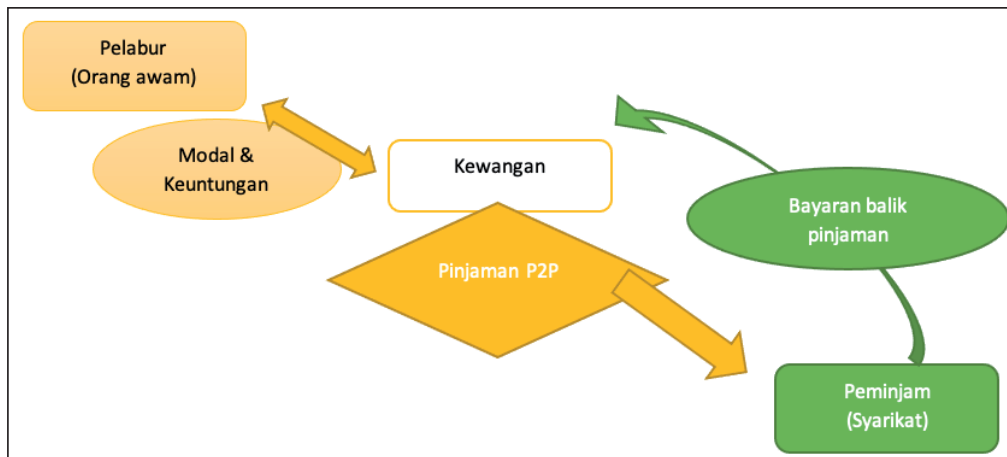 Pelabur
(Orang awam)
Modal &
Keuntungan
Kewangan
Pinjaman P2P
Bayaran balik
pinjaman
Peminjam
(Syarikat)